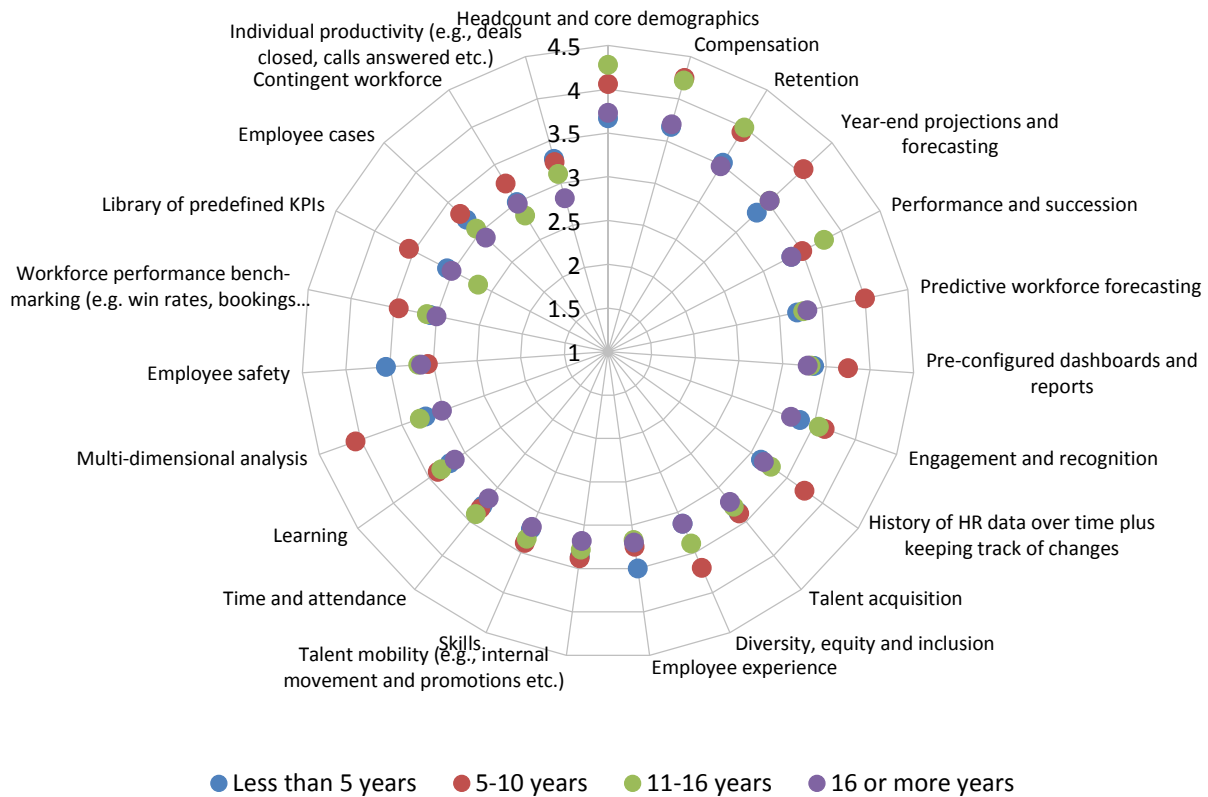 Headcount and core demographics
Individual productivity (e.g., deals
closed, calls answered etc.)
Compensation
Retention
Contingent workforce
Year-end projections and
forecasting
Employee cases
Performance and succession
Library of predefined KPIs
Predictive workforce forecasting
Workforce performance bench-
marking (e.g. win rates, bookings...
Pre-configured dashboards and
reports
Employee safety
Engagement and recognition
Multi-dimensional analysis
History of HR data over time plus
keeping track of changes
Learning
Talent acquisition
Time and attendance
Diversity, equity and inclusion
Skills
Talent mobility (e.g., internal
movement and promotions etc.)
Employee experience
4.5
4
3.5
3
2.5
2
1.5
1
Less than 5 years
5-10 years
11-16 years
16 or more years